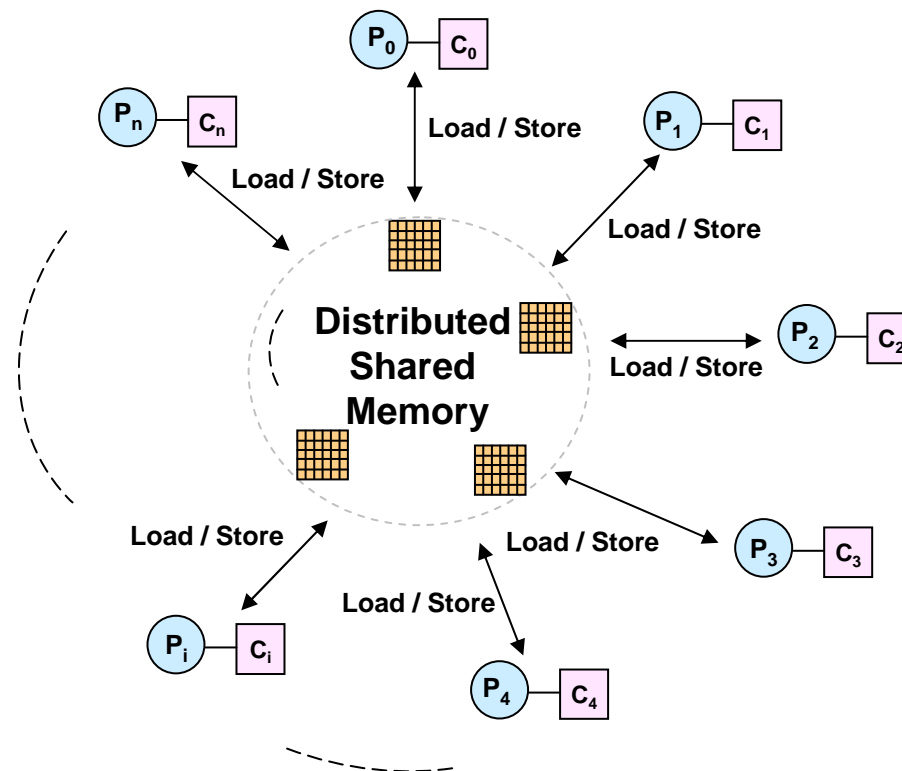 P₀ C₀
Load / Store
Pₙ Cₙ
Load / Store
P₁ C₁
Load / Store
Distributed
Shared
Memory
P₂ C₂
Load / Store
P₃ C₃
Load / Store
P₄ C₄
Load / Store
Pᵢ Cᵢ
Load / Store